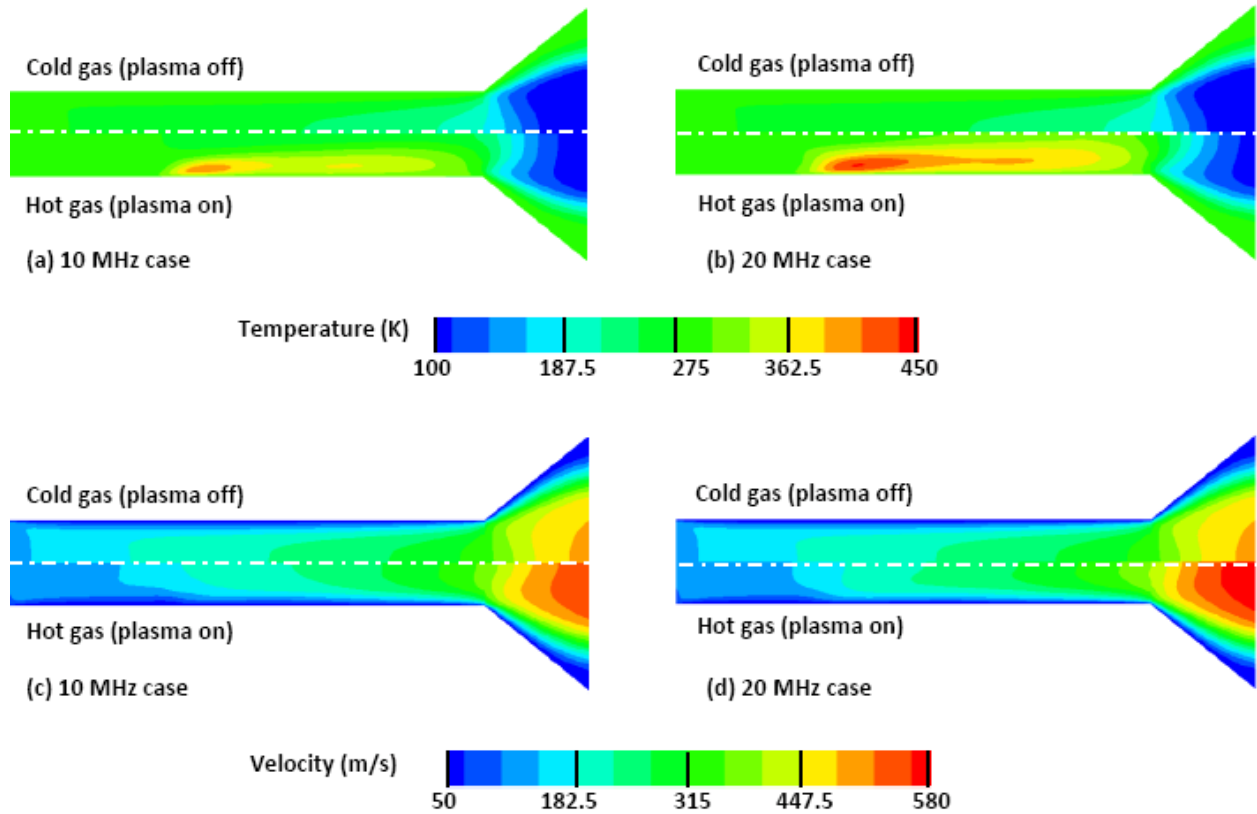 Cold gas (plasma off)
Cold gas (plasma off)
Hot gas (plasma on)
Hot gas (plasma on)
(a) 10 MHz case
(b) 20 MHz case
Temperature (K)
100 187.5 275 362.5 450
Cold gas (plasma off)
Cold gas (plasma off)
Hot gas (plasma on)
Hot gas (plasma on)
(c) 10 MHz case
(d) 20 MHz case
Velocity (m/s)
50 182.5 315 447.5 580